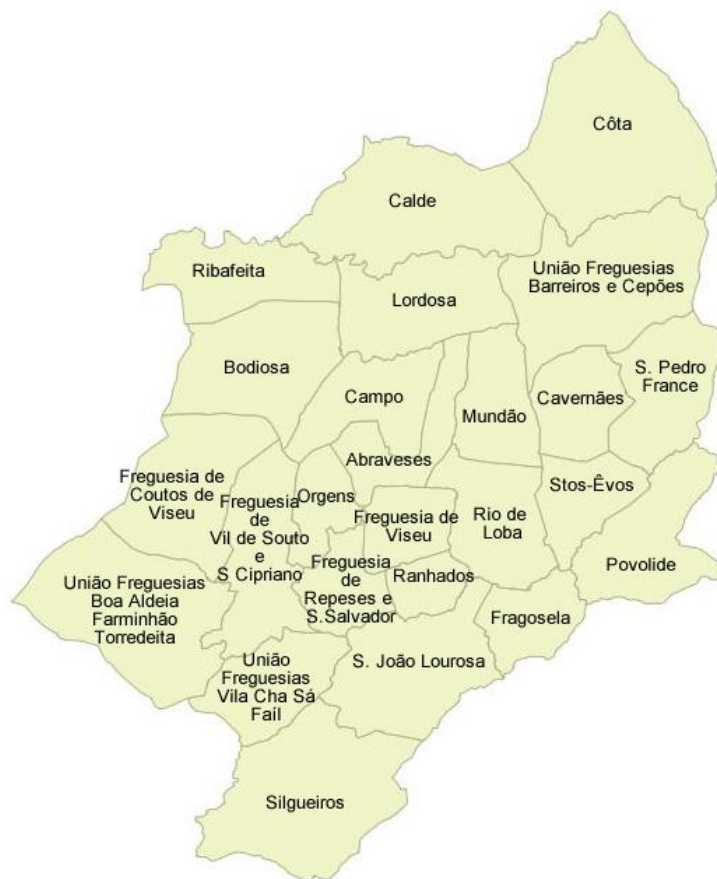 Côta
Calde
União Freguesias
Barreiros e Cepões
Ribafeita
Lordosa
S. Pedro
France
Bodiosa
Cavernães
Campo
Mundão
Abraveses
Freguesia de
Coutos de
Viseu
Stos-Êvos
Orgens
Freguesia
de
Vil de Souto
e
S Cipriano
Freguesia de
Viseu
Rio de
Loba
Povolide
Freguesia
de
Repeses e
S.Salvador
Ranhados
União Freguesias
Boa Aldeia
Farminhão
Torredeita
Fragosela
União
Freguesias
Vila Cha Sá
Faíl
S. João Lourosa
Silgueiros